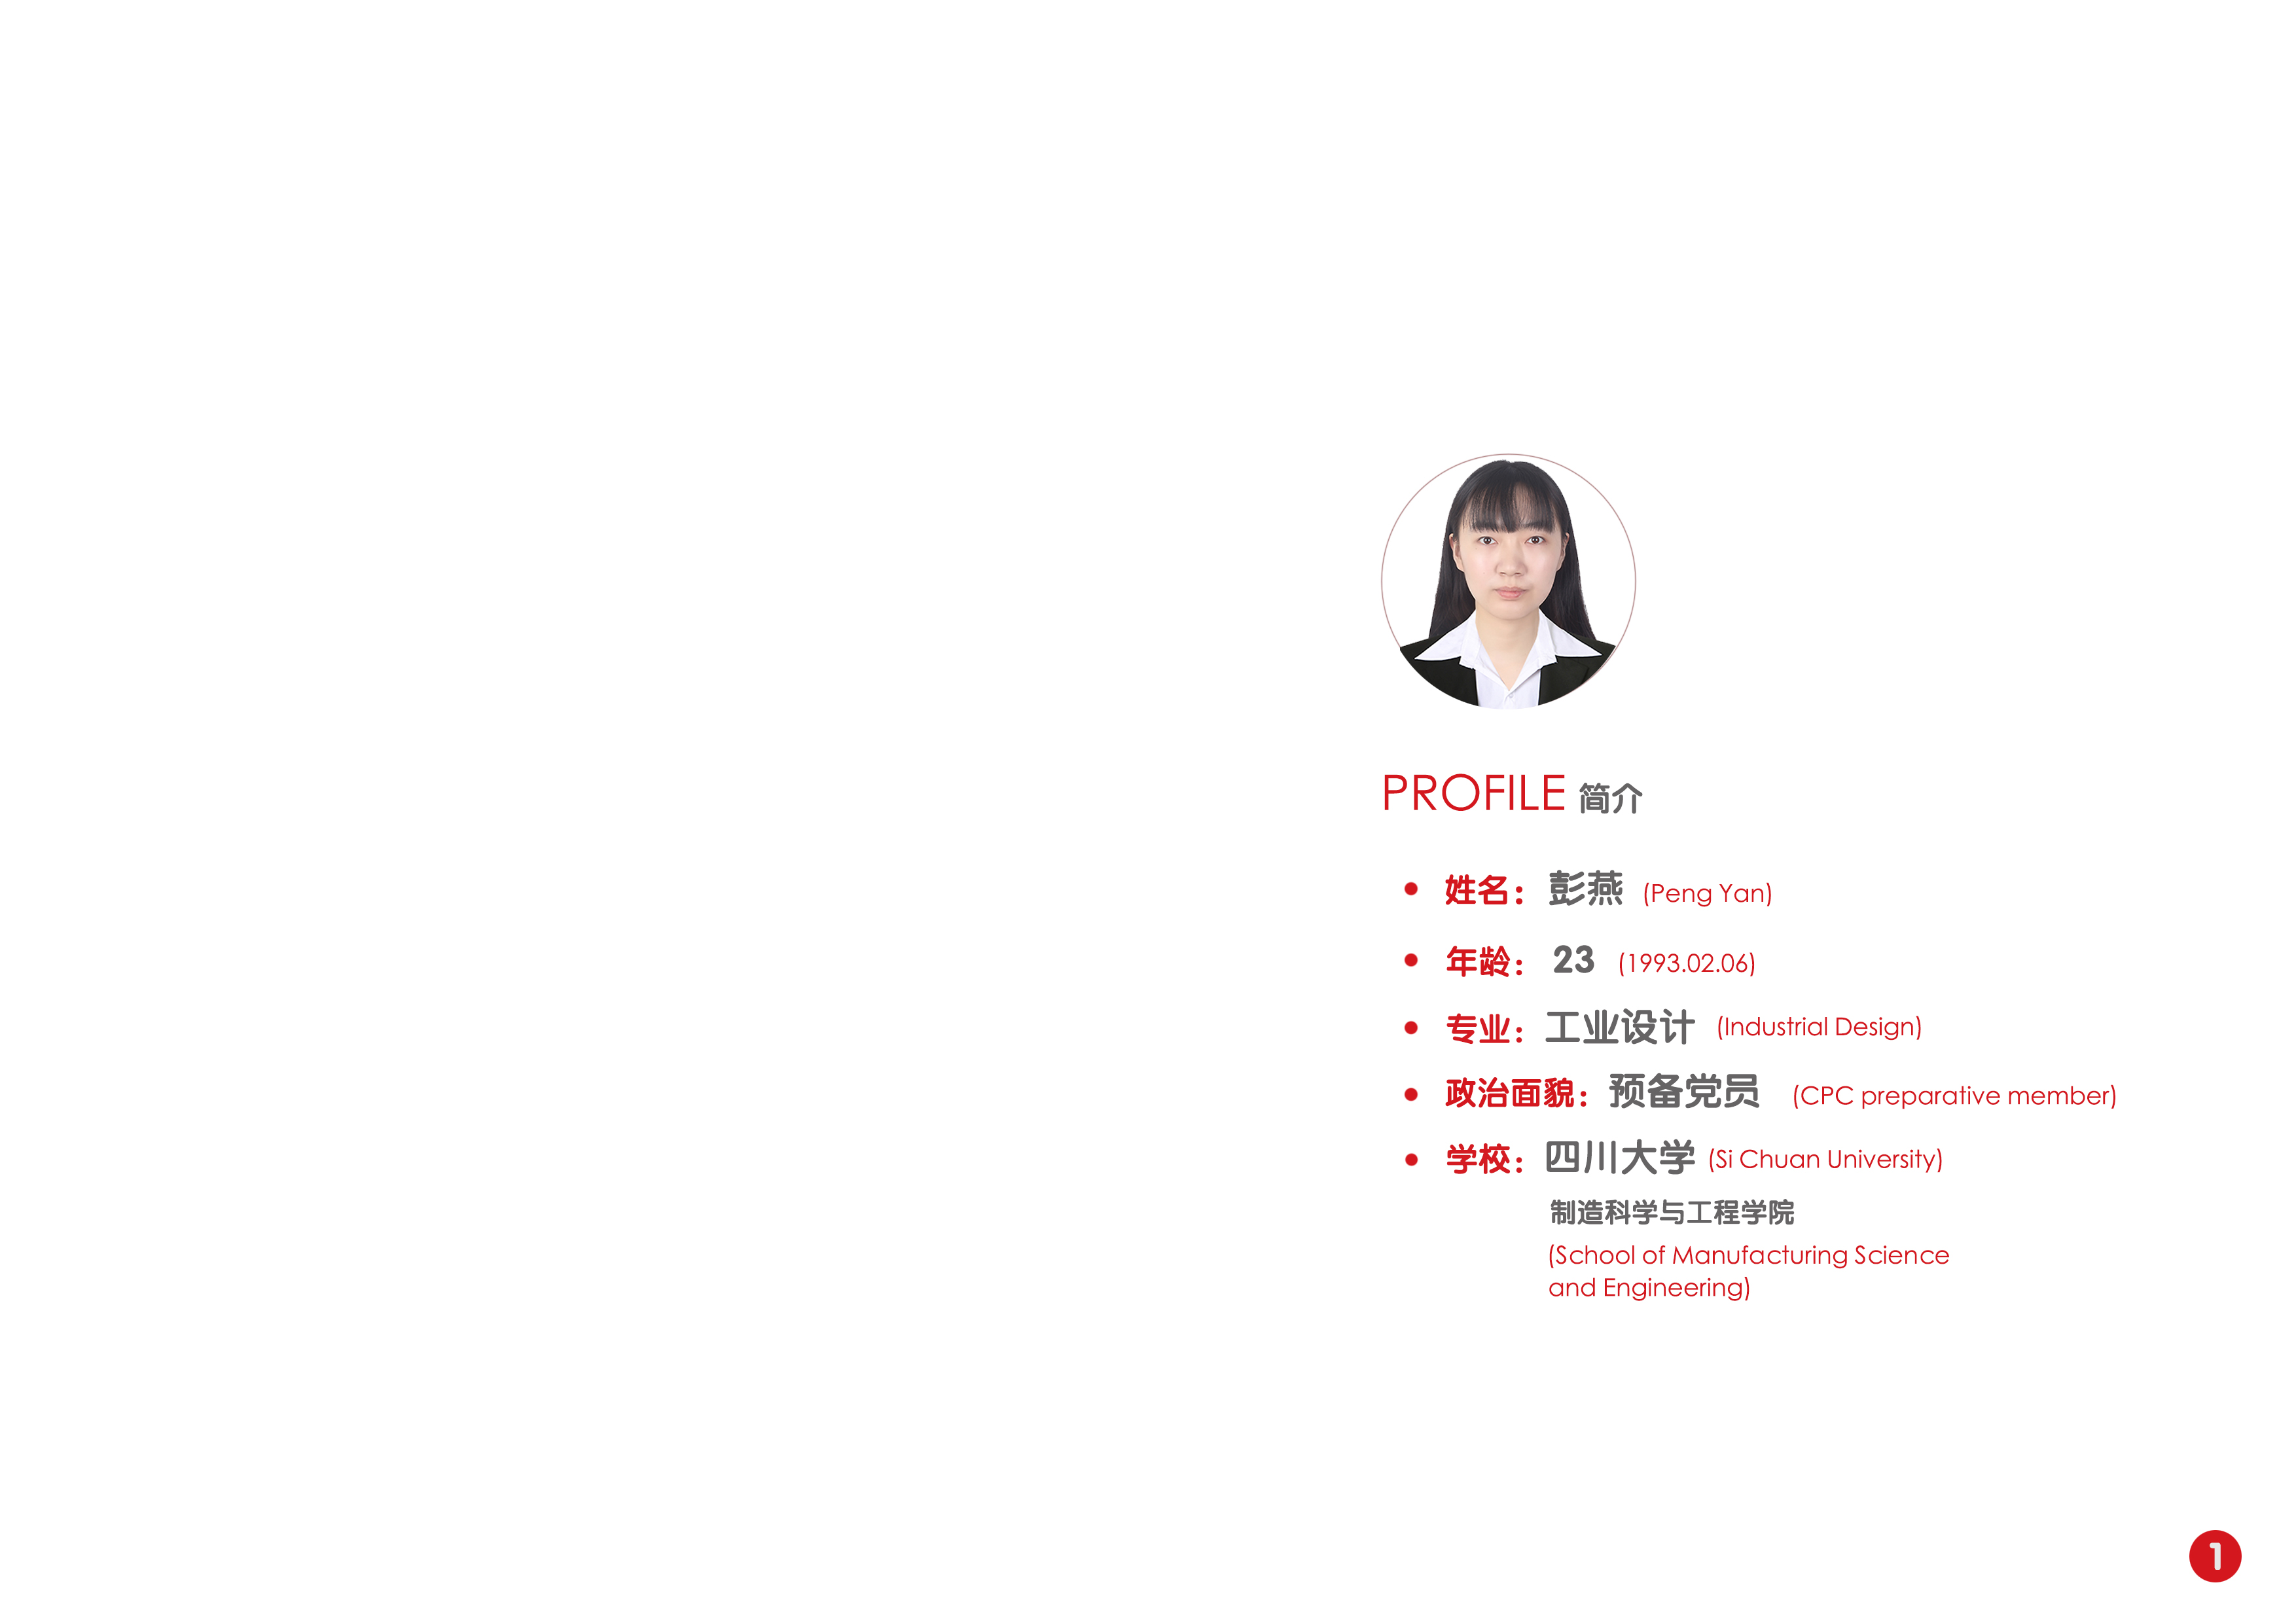 PROFILE 简介
姓名：彭燕 (Peng Yan)
年龄：23 (1993.02.06)
专业：工业设计 (Industrial Design)
政治面貌：预备党员 (CPC preparative member)
学校：四川大学 (Si Chuan University)
制造科学与工程学院
(School of Manufacturing Science
and Engineering)
1